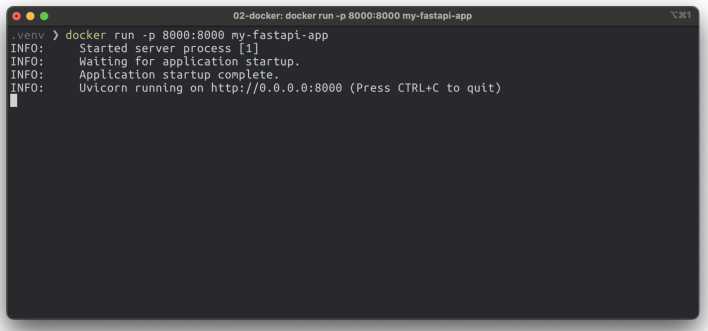 02-docker: docker run -p 8000:8000 my-fastapi-app
⌥⌘1
.venv ❯ docker run -p 8000:8000 my-fastapi-app
INFO:     Started server process [1]
INFO:     Waiting for application startup.
INFO:     Application startup complete.
INFO:     Uvicorn running on http://0.0.0.0:8000 (Press CTRL+C to quit)